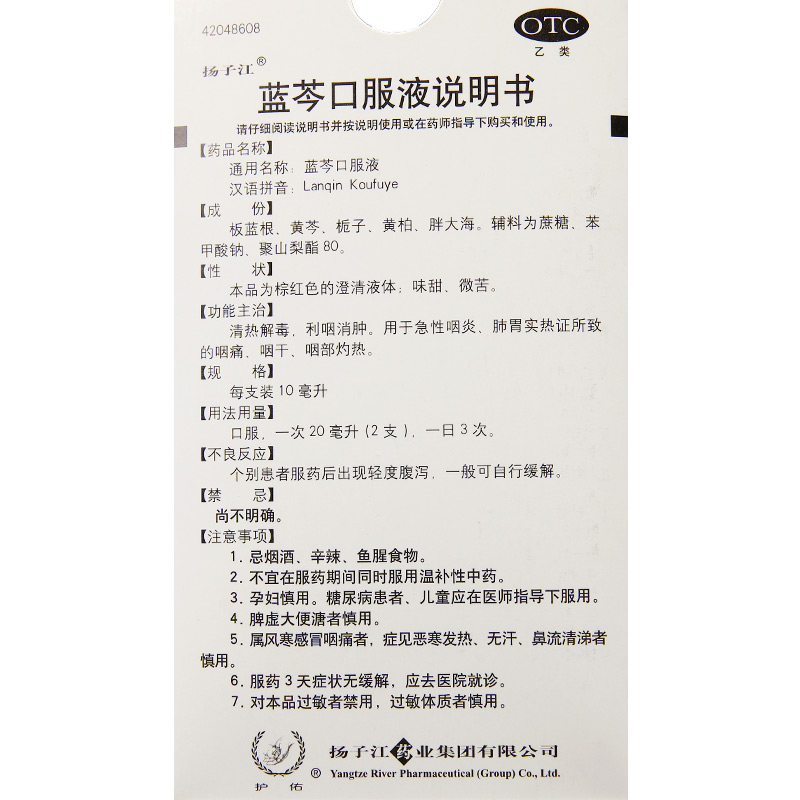 42048608
OTC
乙类
扬子江®
蓝芩口服液说明书
请仔细阅读说明书并按说明使用或在药师指导下购买和使用。
【药品名称】
通用名称：蓝芩口服液
汉语拼音：Lanqin Koufuye
【成 份】
板蓝根、黄芩、栀子、黄柏、胖大海。辅料为蔗糖、苯
甲酸钠、聚山梨酯80。
【性 状】
本品为棕红色的澄清液体；味甜、微苦。
【功能主治】
清热解毒，利咽消肿。用于急性咽炎、肺胃实热证所致
的咽痛、咽干、咽部灼热。
【规 格】
每支装10毫升
【用法用量】
口服，一次20毫升(2支)，一日3次。
【不良反应】
个别患者服药后出现轻度腹泻，一般可自行缓解。
【禁 忌】
尚不明确。
【注意事项】
1. 忌烟酒、辛辣、鱼腥食物。
2. 不宜在服药期间同时服用温补性中药。
3. 孕妇慎用。糖尿病患者、儿童应在医师指导下服用。
4. 脾虚大便溏者慎用。
5. 属风寒感冒咽痛者，症见恶寒发热、无汗、鼻流清涕者
慎用。
6. 服药3天症状无缓解，应去医院就诊。
7. 对本品过敏者禁用，过敏体质者慎用。
护佑®
扬子江药业集团有限公司
Yangtze River Pharmaceutical (Group) Co., Ltd.